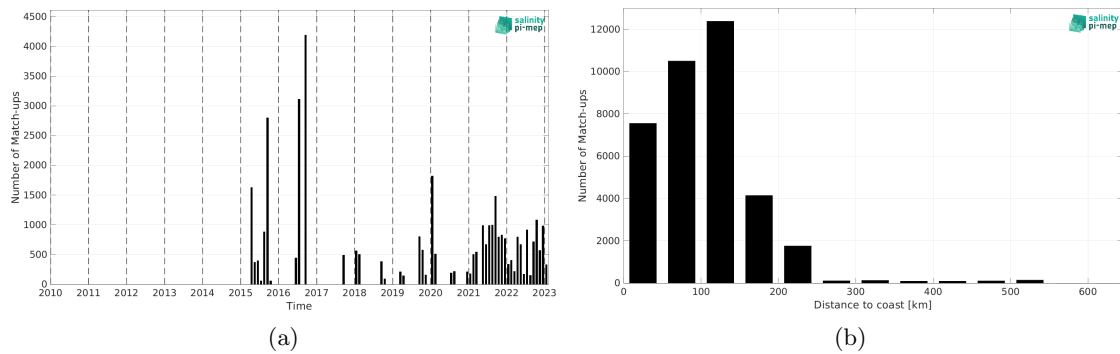 4500
4000
3500
3000
2500
2000
1500
1000
500
0
Number of Match-ups
2010 2011 2012 2013 2014 2015 2016 2017 2018 2019 2020 2021 2022 2023
Time
salinity
pi-mep
(a)
12000
10000
8000
6000
4000
2000
0
Number of Match-ups
0 100 200 300 400 500 600
Distance to coast [km]
salinity
pi-mep
(b)